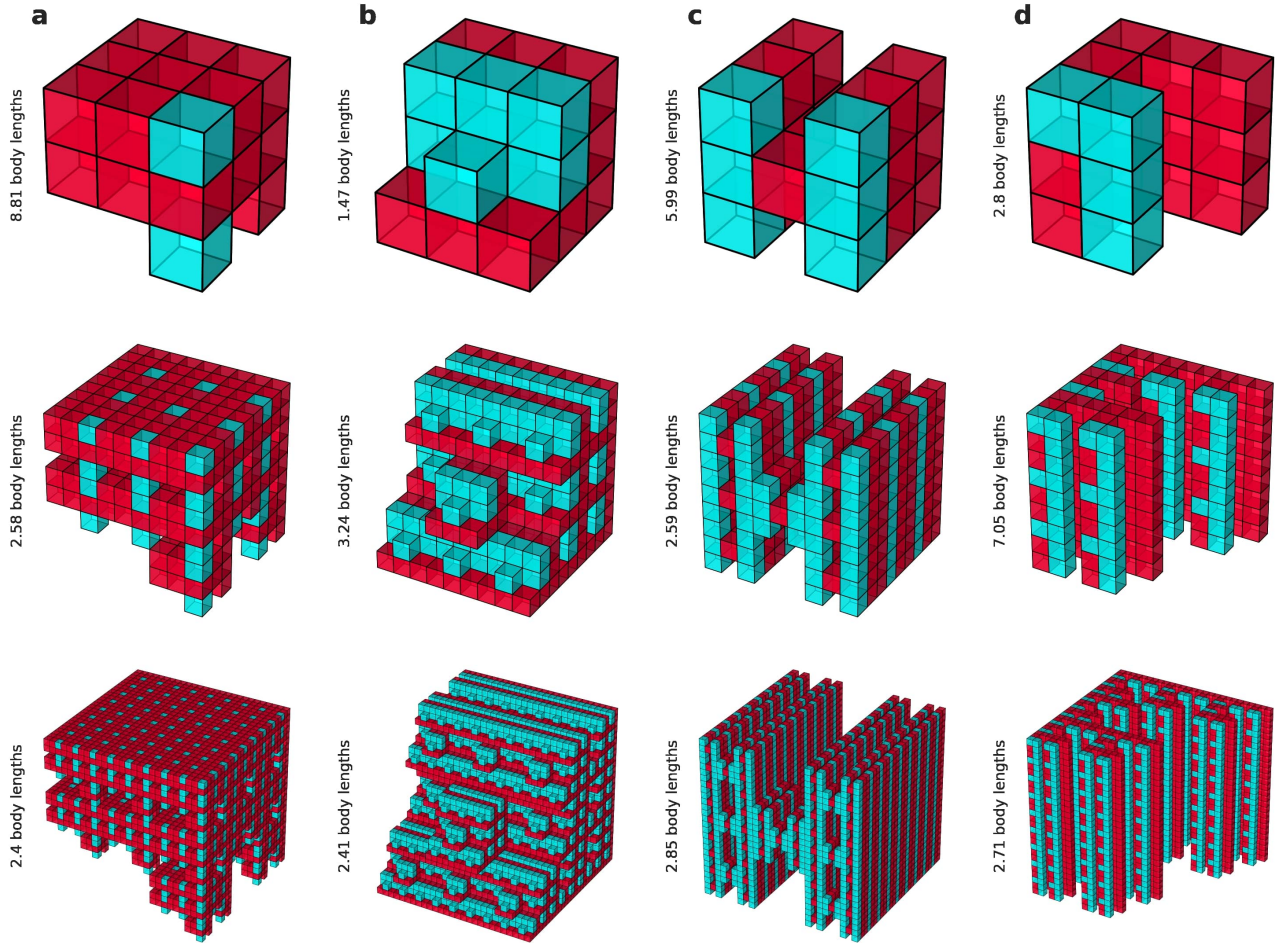 a b c d
8.81 body lengths
1.47 body lengths
5.99 body lengths
2.8 body lengths
2.58 body lengths
3.24 body lengths
2.59 body lengths
7.05 body lengths
2.4 body lengths
2.41 body lengths
2.85 body lengths
2.71 body lengths